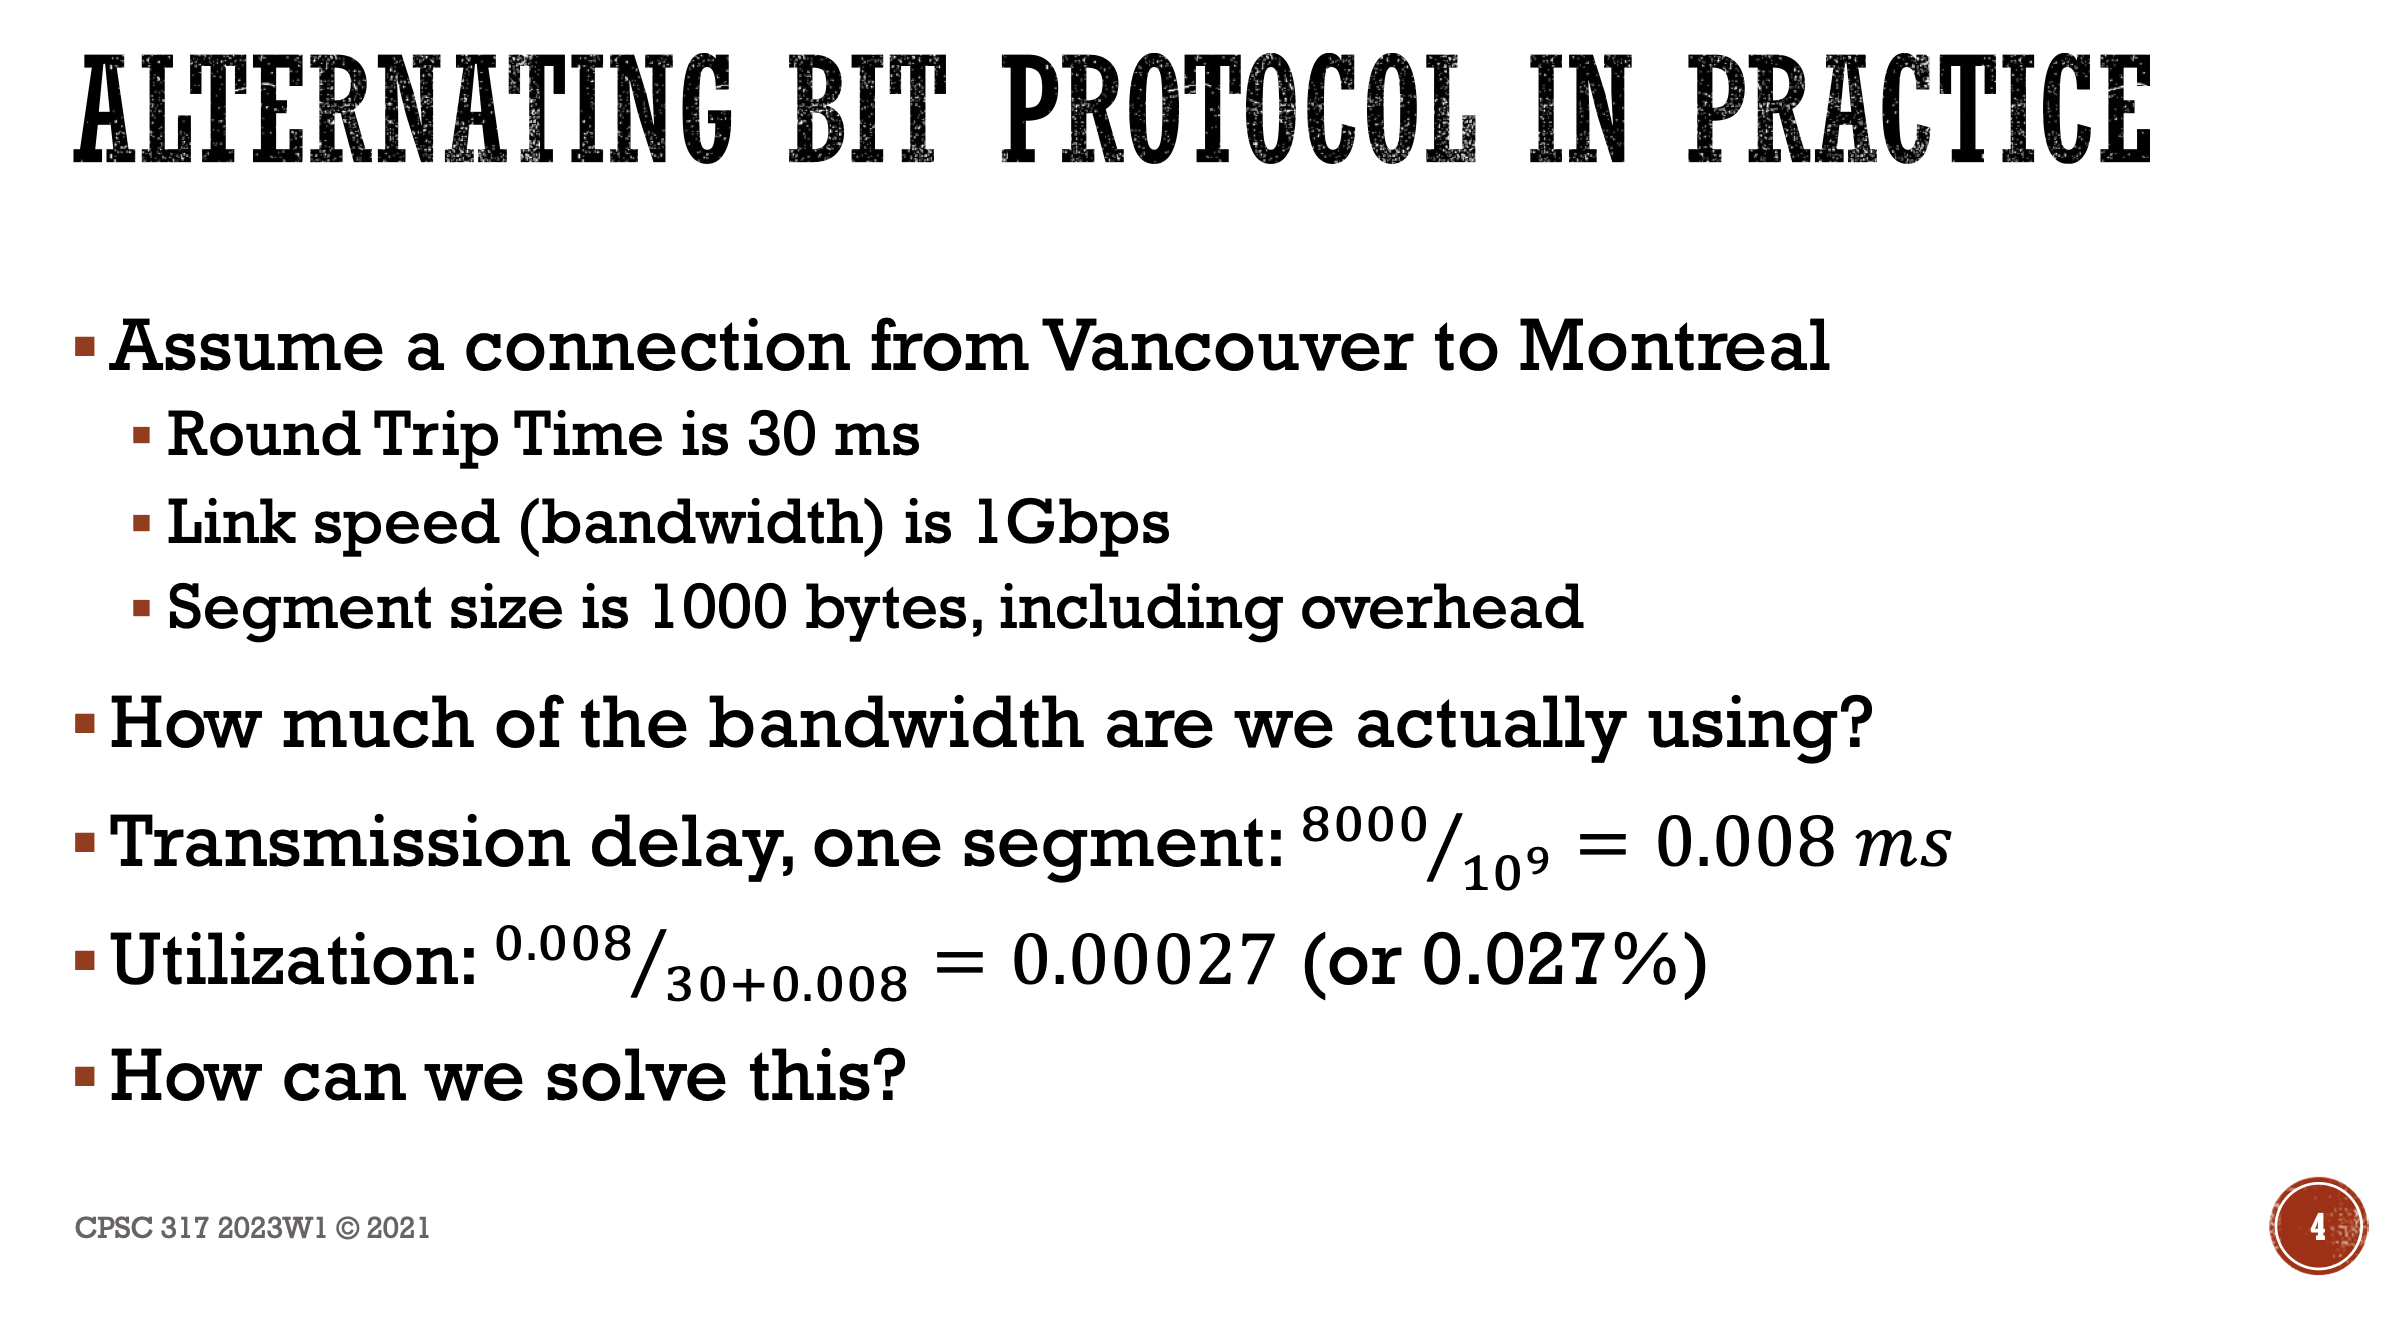 ALTERNATING BIT PROTOCOL IN PRACTICE
▪ Assume a connection from Vancouver to Montreal
▪ Round Trip Time is 30 ms
▪ Link speed (bandwidth) is 1Gbps
▪ Segment size is 1000 bytes, including overhead
▪ How much of the bandwidth are we actually using?
▪ Transmission delay, one segment: 8000/10⁹ = 0.008 ms
▪ Utilization: 0.008/30+0.008 = 0.00027 (or 0.027%)
▪ How can we solve this?
CPSC 317 2023W1 © 2021
4